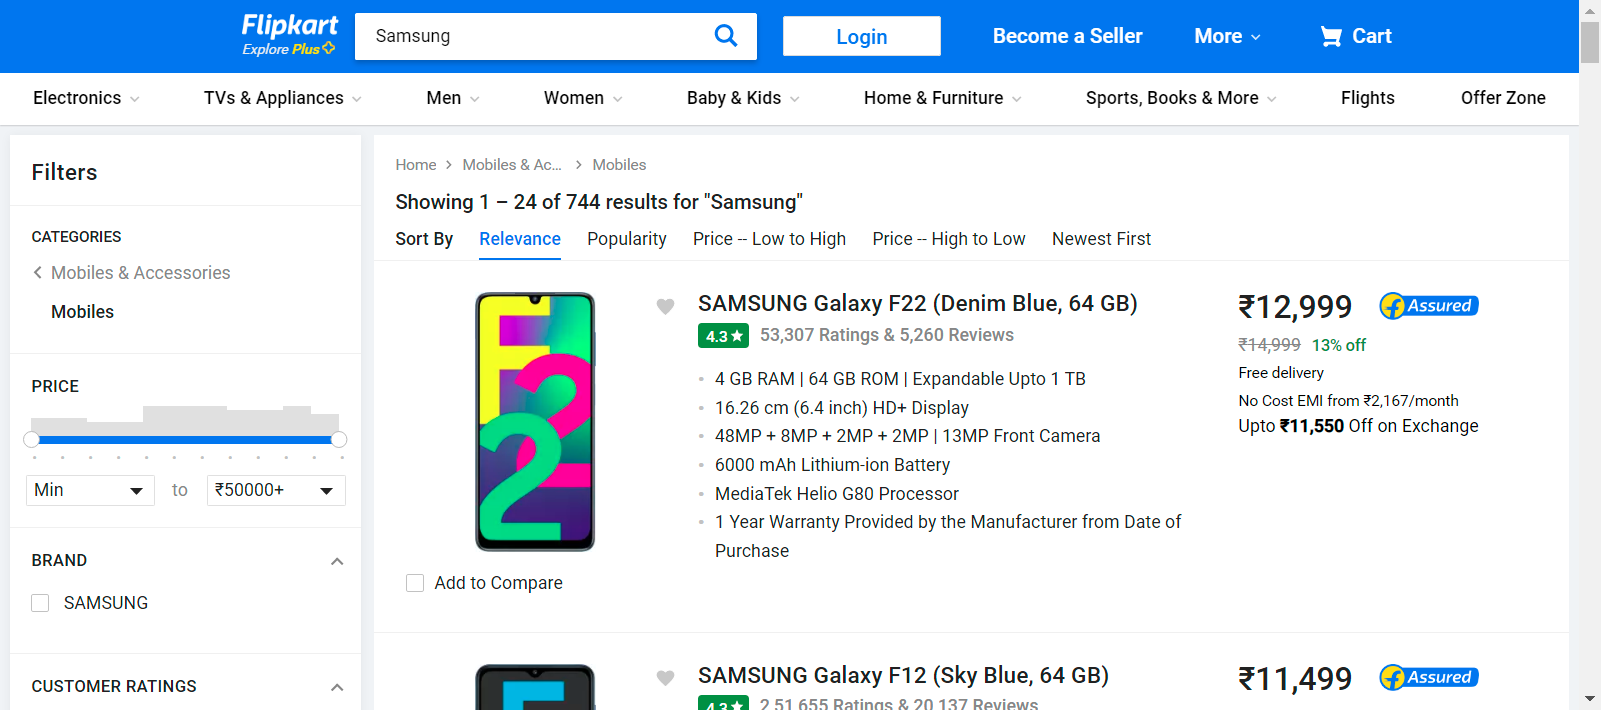 Flipkart
Explore Plus
Samsung
Login
Become a Seller
More
Cart
Electronics
TVs & Appliances
Men
Women
Baby & Kids
Home & Furniture
Sports, Books & More
Flights
Offer Zone
Filters
CATEGORIES
Mobiles & Accessories
Mobiles
PRICE
Min
to
₹50000+
BRAND
SAMSUNG
CUSTOMER RATINGS
Home
Mobiles & Ac...
Mobiles
Showing 1 – 24 of 744 results for "Samsung"
Sort By
Relevance
Popularity
Price -- Low to High
Price -- High to Low
Newest First
F22
Add to Compare
SAMSUNG Galaxy F22 (Denim Blue, 64 GB)
4.3★
53,307 Ratings & 5,260 Reviews
4 GB RAM | 64 GB ROM | Expandable Upto 1 TB
16.26 cm (6.4 inch) HD+ Display
48MP + 8MP + 2MP + 2MP | 13MP Front Camera
6000 mAh Lithium-ion Battery
MediaTek Helio G80 Processor
1 Year Warranty Provided by the Manufacturer from Date of
Purchase
₹12,999
f Assured
₹14,999 13% off
Free delivery
No Cost EMI from ₹2,167/month
Upto ₹11,550 Off on Exchange
SAMSUNG Galaxy F12 (Sky Blue, 64 GB)
4.3★
2,51,655 Ratings & 20,137 Reviews
₹11,499
f Assured